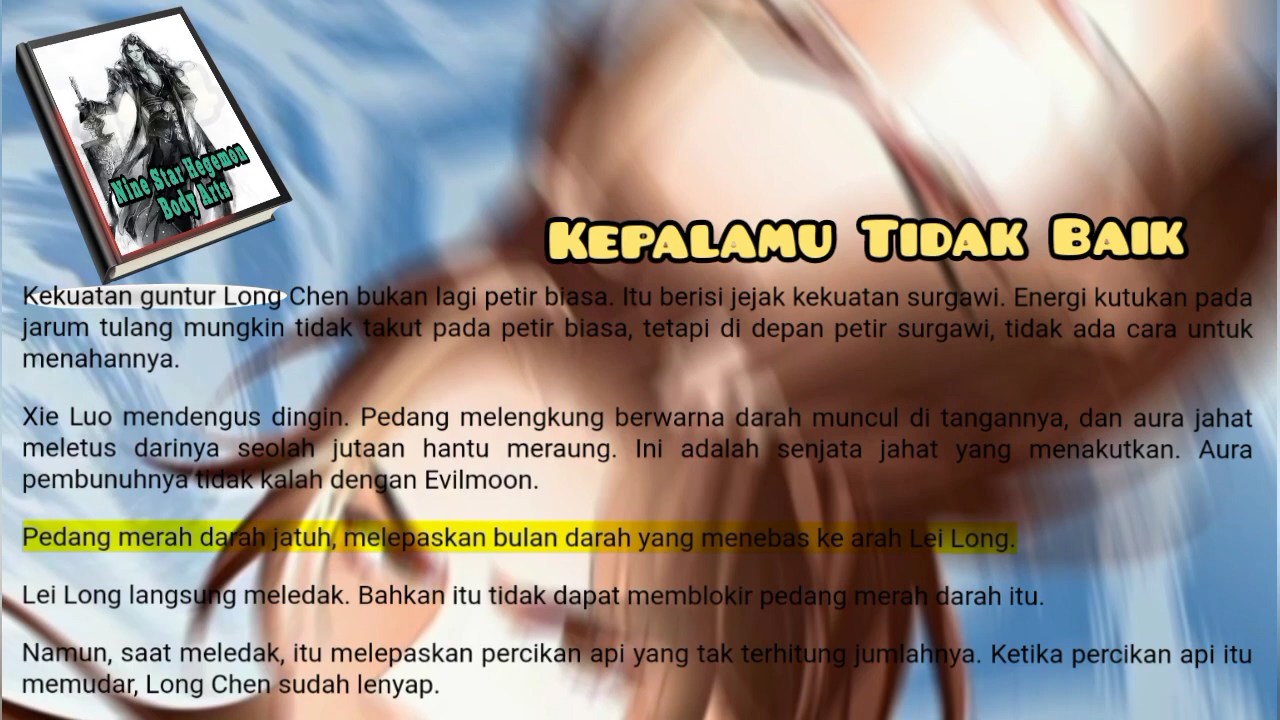 Nine Star Hegemon
Body Arts
KEPALAMU TIDAK BAIK
Kekuatan guntur Long Chen bukan lagi petir biasa. Itu berisi jejak kekuatan surgawi. Energi kutukan pada
jarum tulang mungkin tidak takut pada petir biasa, tetapi di depan petir surgawi, tidak ada cara untuk
menahannya.
Xie Luo mendengus dingin. Pedang melengkung berwarna darah muncul di tangannya, dan aura jahat
meletus darinya seolah jutaan hantu meraung. Ini adalah senjata jahat yang menakutkan. Aura
pembunuhnya tidak kalah dengan Evilmoon.
Pedang merah darah jatuh, melepaskan bulan darah yang menebas ke arah Lei Long.
Lei Long langsung meledak. Bahkan itu tidak dapat memblokir pedang merah darah itu.
Namun, saat meledak, itu melepaskan percikan api yang tak terhitung jumlahnya. Ketika percikan api itu
memudar, Long Chen sudah lenyap.